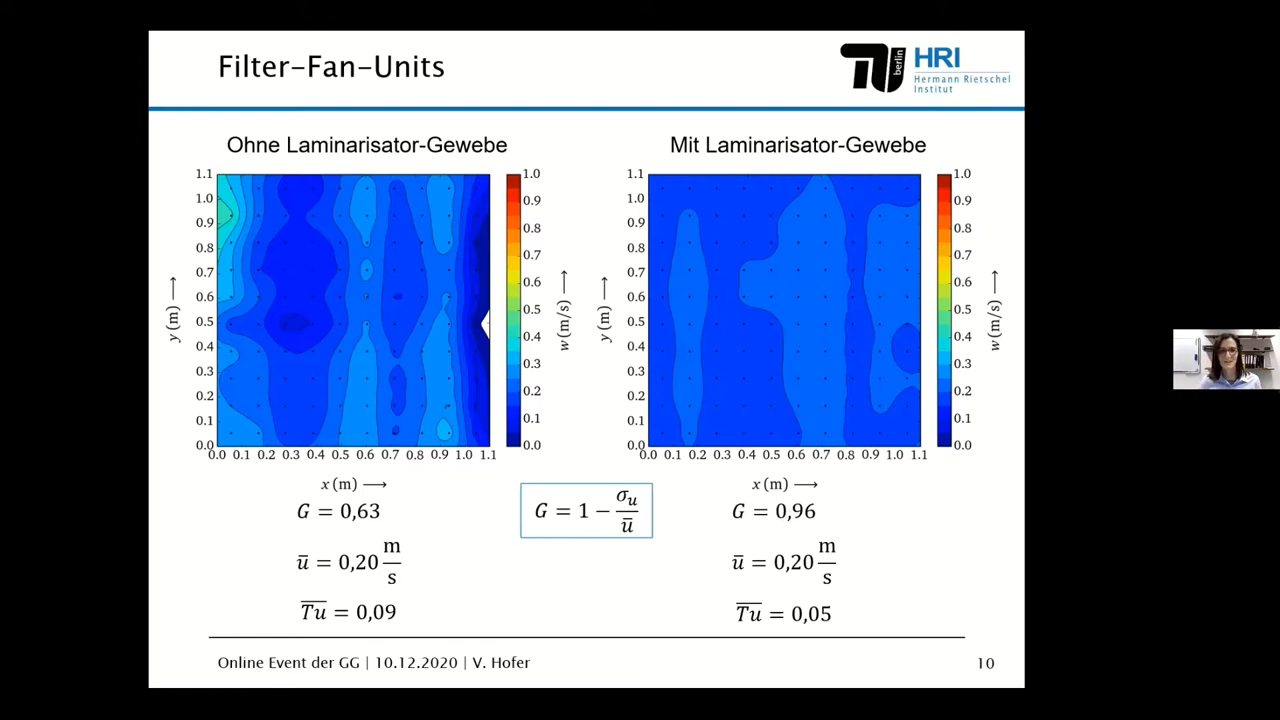 Filter-Fan-Units
TU berlin
HRI
Hermann Rietschel
Institut
Ohne Laminarisator-Gewebe
1.1
1.0
0.9
0.8
0.7
0.6
0.5
0.4
0.3
0.2
0.1
0.0
y (m) ⟶
0.0 0.1 0.2 0.3 0.4 0.5 0.6 0.7 0.8 0.9 1.0 1.1
x (m) ⟶
1.0
0.9
0.8
0.7
0.6
0.5
0.4
0.3
0.2
0.1
0.0
w (m/s) ⟶
Mit Laminarisator-Gewebe
1.1
1.0
0.9
0.8
0.7
0.6
0.5
0.4
0.3
0.2
0.1
0.0
y (m) ⟶
0.0 0.1 0.2 0.3 0.4 0.5 0.6 0.7 0.8 0.9 1.0 1.1
x (m) ⟶
1.0
0.9
0.8
0.7
0.6
0.5
0.4
0.3
0.2
0.1
0.0
w (m/s) ⟶
G = 0,63
ū = 0,20 m/s
T̅u̅ = 0,09
G = 1 − σᵤ/ū
G = 0,96
ū = 0,20 m/s
T̅u̅ = 0,05
Online Event der GG | 10.12.2020 | V. Hofer
10